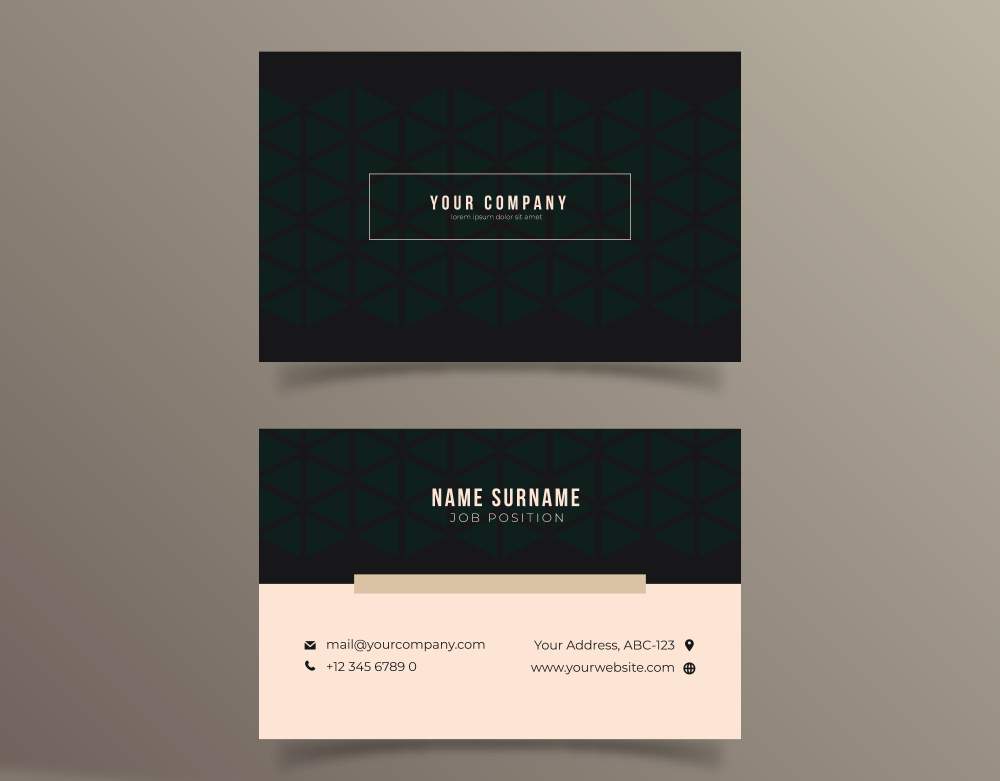 YOUR COMPANY
lorem ipsum dolor sit amet
NAME SURNAME
JOB POSITION
mail@yourcompany.com
+12 345 6789 0
Your Address, ABC-123
www.yourwebsite.com